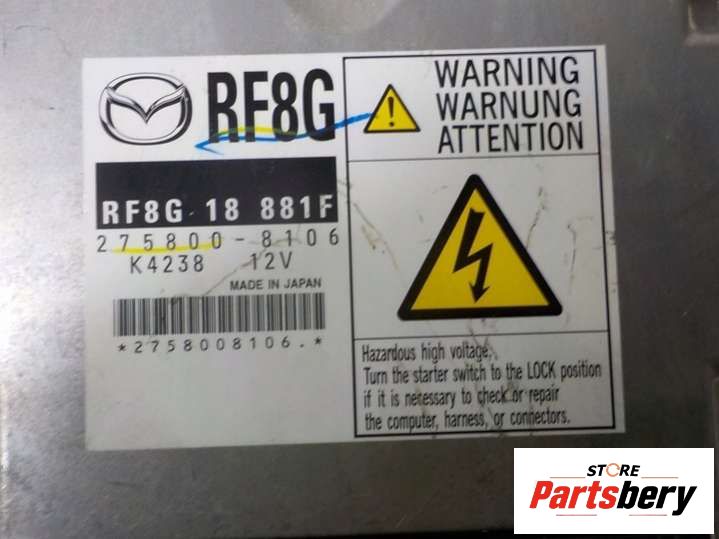 RF8G
RF8G 18 881F
275800-8106
K4238 12V
MADE IN JAPAN
*2758008106.*
WARNING
WARNUNG
ATTENTION
Hazardous high voltage.
Turn the starter switch to the LOCK position
if it is necessary to check or repair
the computer, harness, or connectors.
STORE
Partsbery